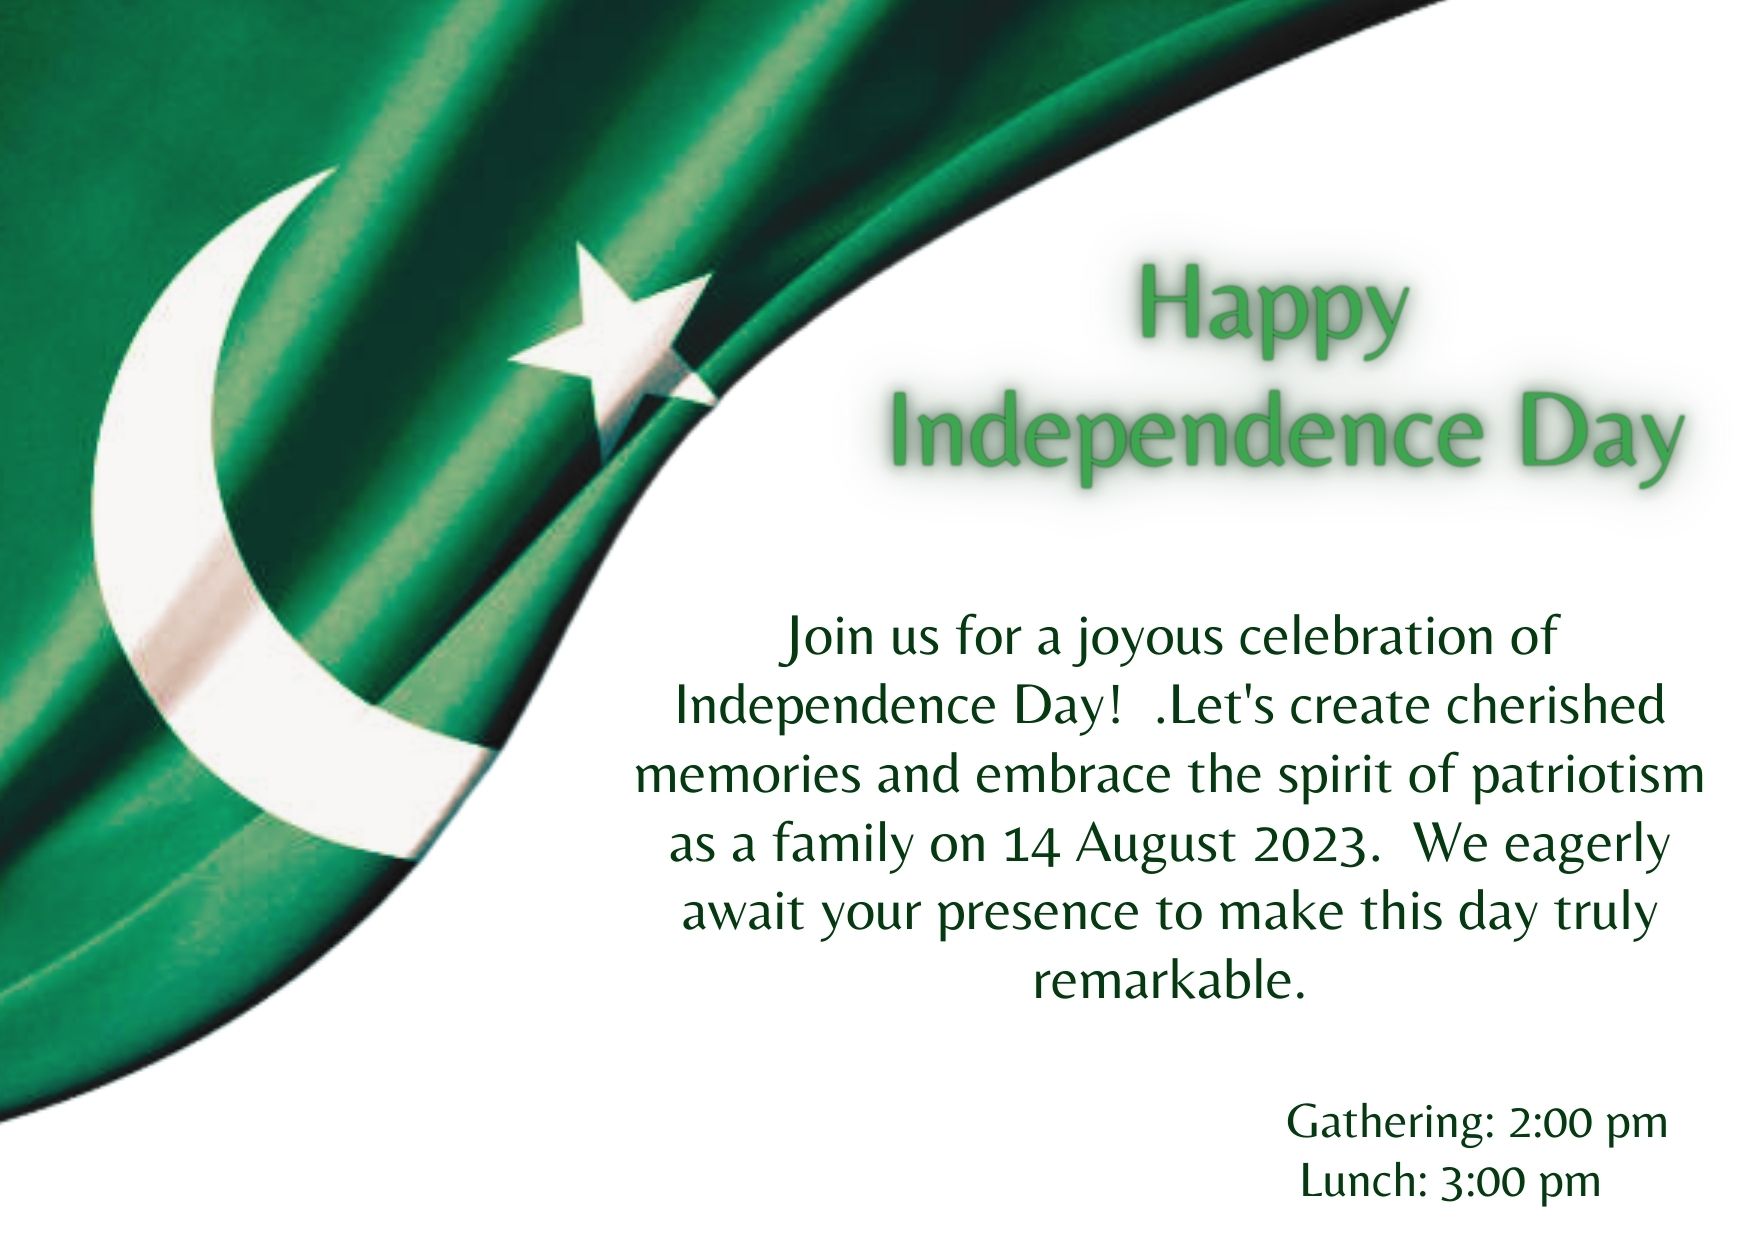 Happy
Independence Day
Join us for a joyous celebration of
Independence Day!  .Let's create cherished
memories and embrace the spirit of patriotism
as a family on 14 August 2023.  We eagerly
await your presence to make this day truly
remarkable.
Gathering: 2:00 pm
Lunch: 3:00 pm